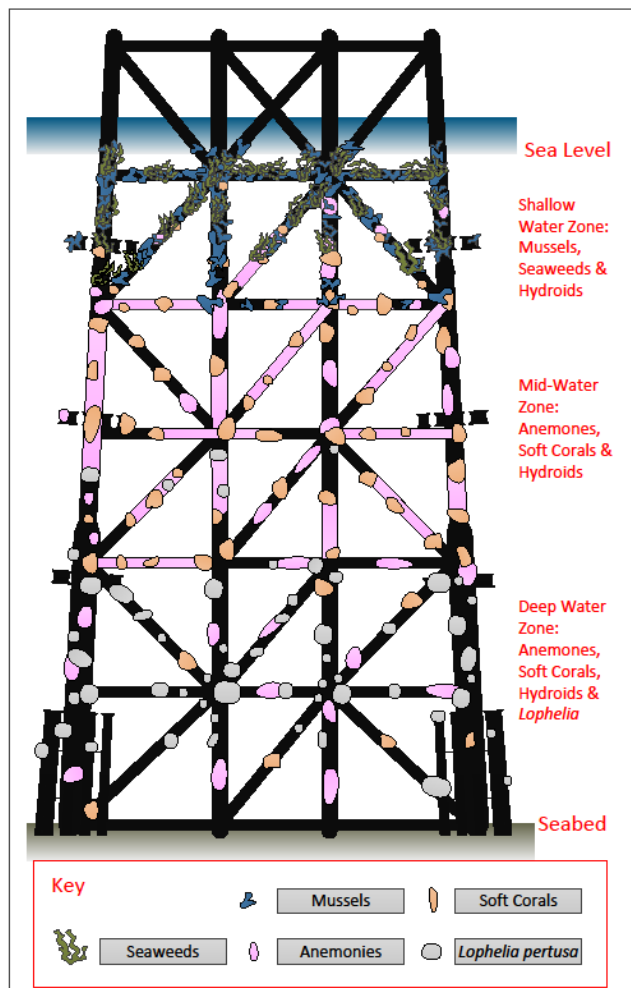 Sea Level
Shallow
Water Zone:
Mussels,
Seaweeds &
Hydroids
Mid-Water
Zone:
Anemones,
Soft Corals &
Hydroids
Deep Water
Zone:
Anemones,
Soft Corals,
Hydroids &
Lophelia
Seabed
Key
Mussels
Soft Corals
Seaweeds
Anemonies
Lophelia pertusa